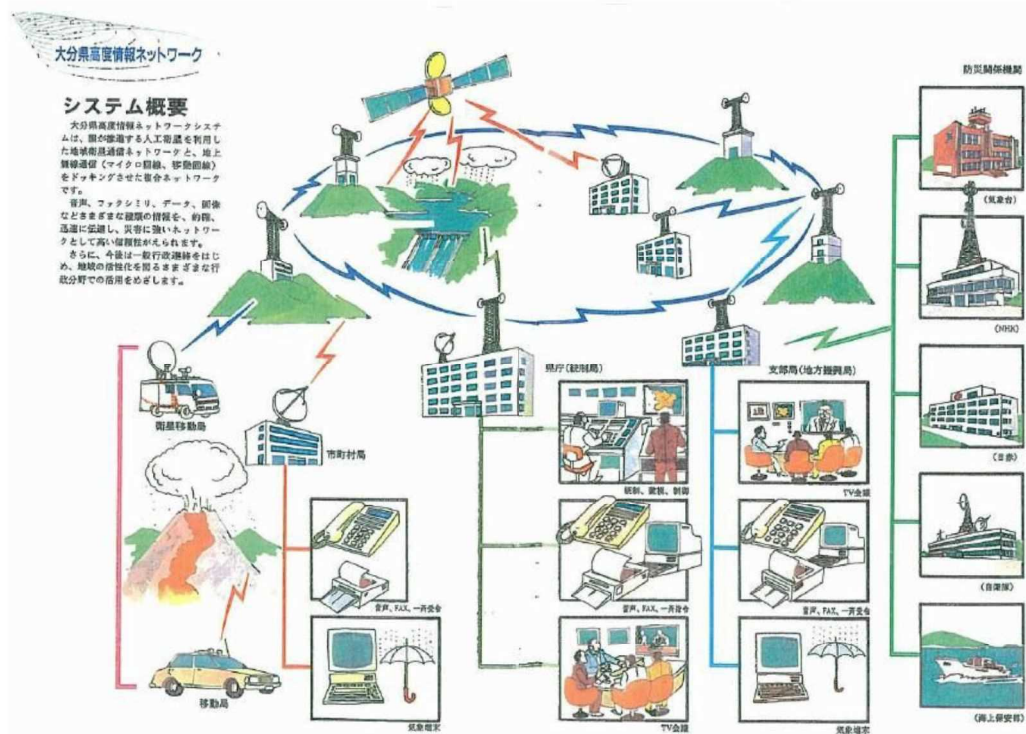 大分県高度情報ネットワーク
システム概要
大分県高度情報ネットワークシステ
ムは、国が推進する人工衛星を利用し
た地域衛星通信ネットワークと、地上
無線通信（マイクロ回線、移動回線）
をドッキングさせた複合ネットワーク
です。
音声、ファクシミリ、データ、画像
などさまざまな種類の情報を、的確、
迅速に伝達し、災害に強いネットワー
クとして高い信頼性がえられます。
さらに、今後は一般行政連絡をはじ
め、地域の活性化を図るさまざまな行
政分野での活用をめざします。
防災関係機関
(気象台)
(NHK)
(日赤)
(自衛隊)
(海上保安部)
県庁(統制局)
統制、監視、制御
音声、FAX、一斉指令
TV会議
支部局(地方振興局)
TV会議
音声、FAX、一斉受令
気象端末
衛星移動局
市町村局
音声、FAX、一斉受令
気象端末
移動局